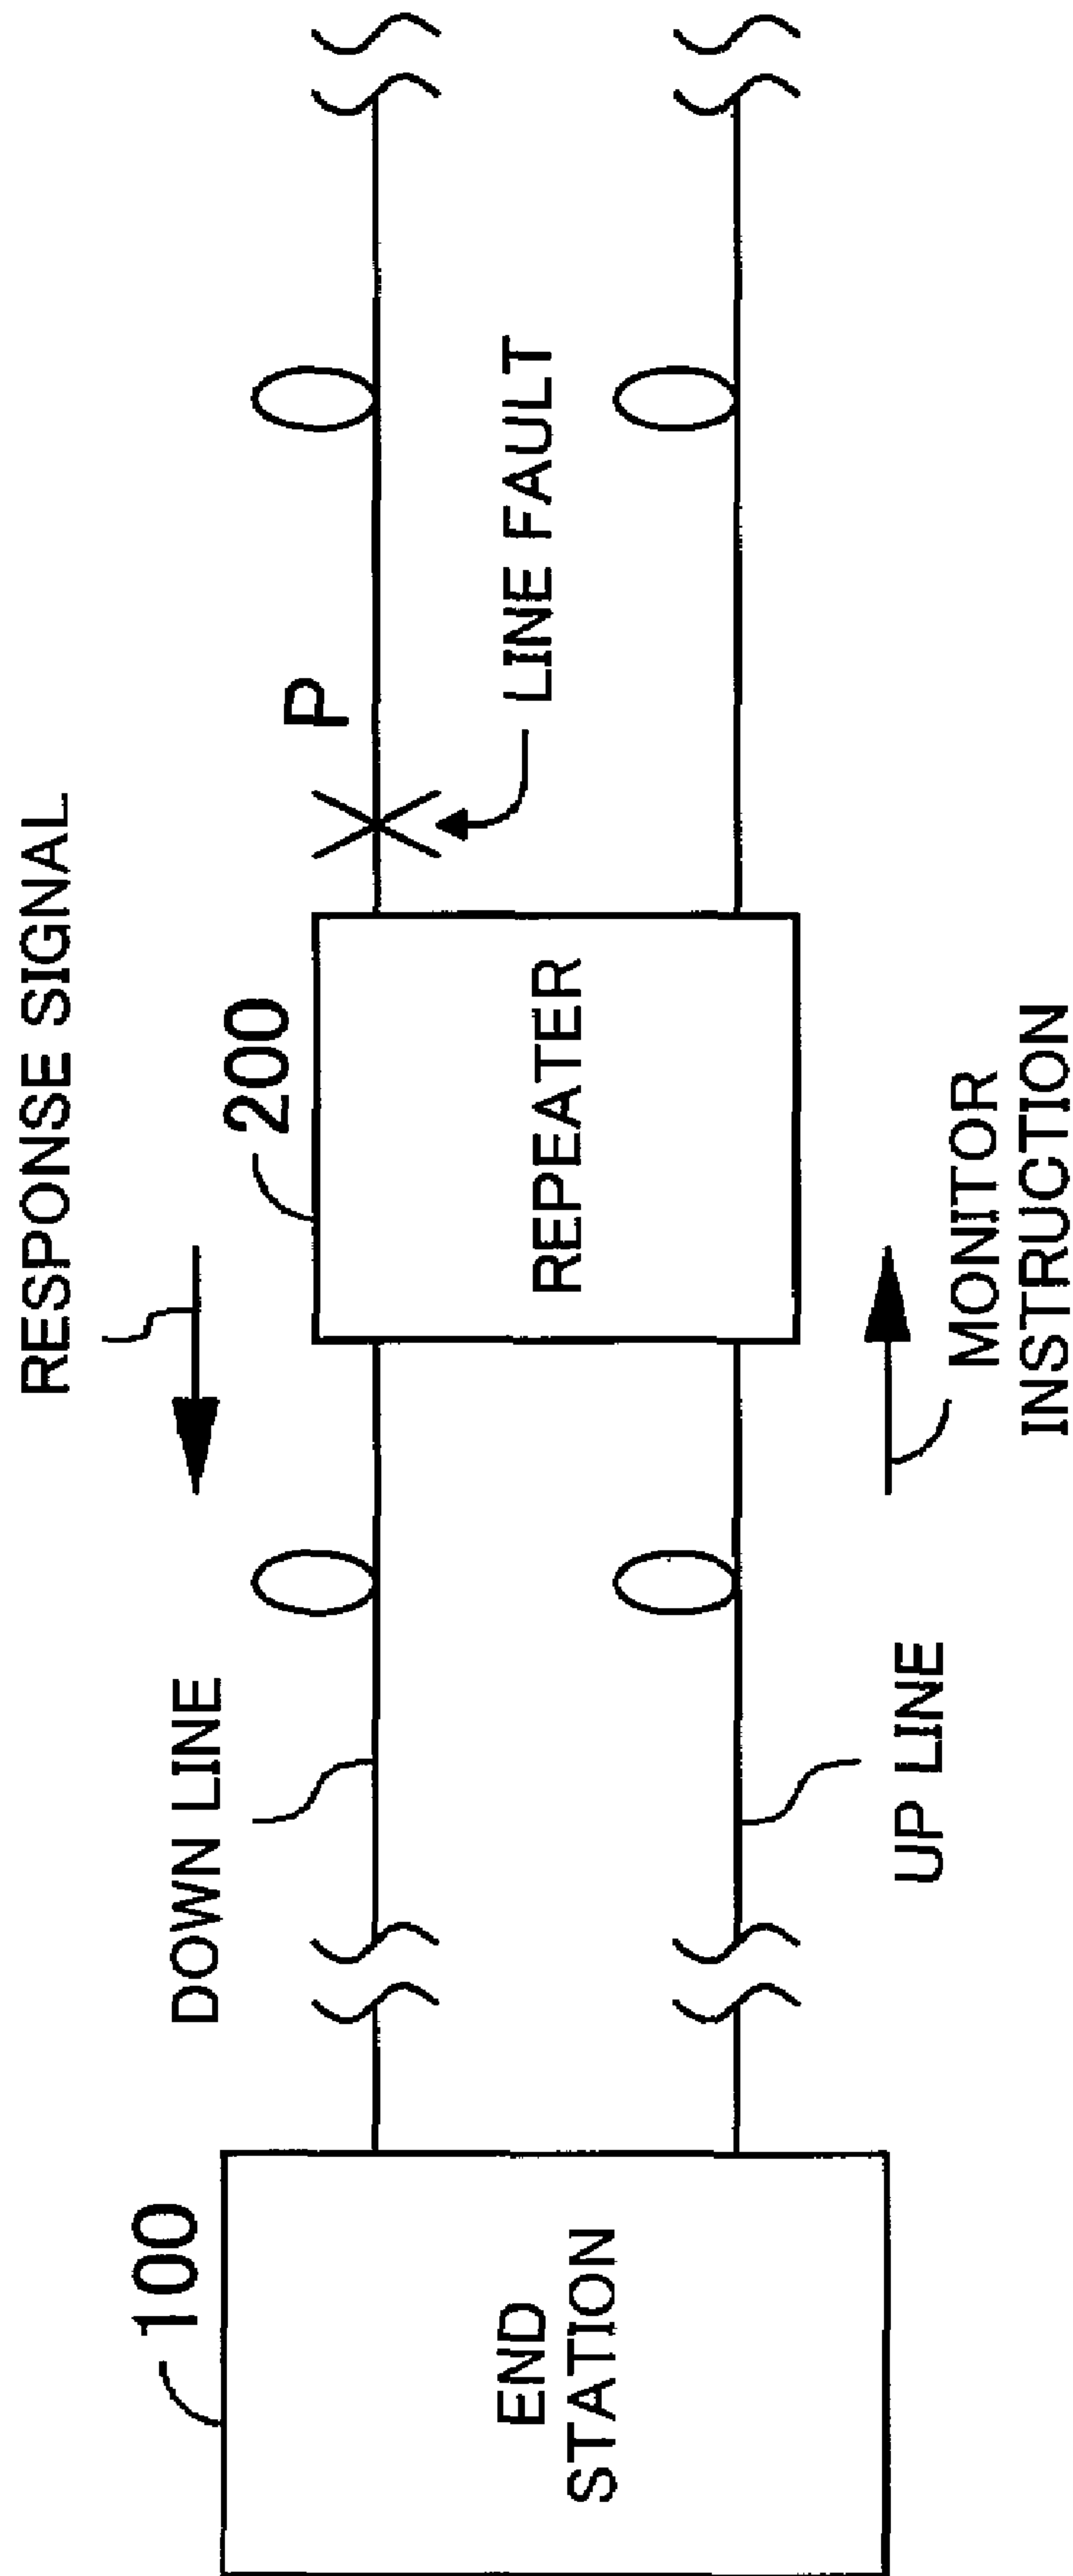 RESPONSE SIGNAL
200
P
100
DOWN LINE
LINE FAULT
REPEATER
END
STATION
UP LINE
MONITOR
INSTRUCTION